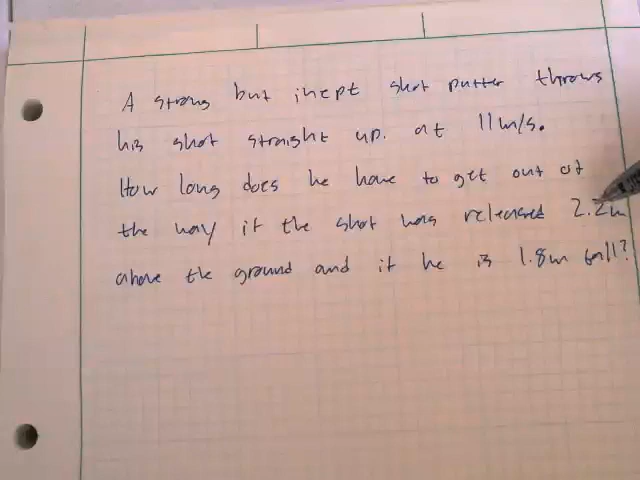 A strong but inept shot putter throws
his shot straight up. at 11m/s.
How long does he have to get out of
the way if the shot was released 2.2m
above the ground and if he is 1.8m tall?